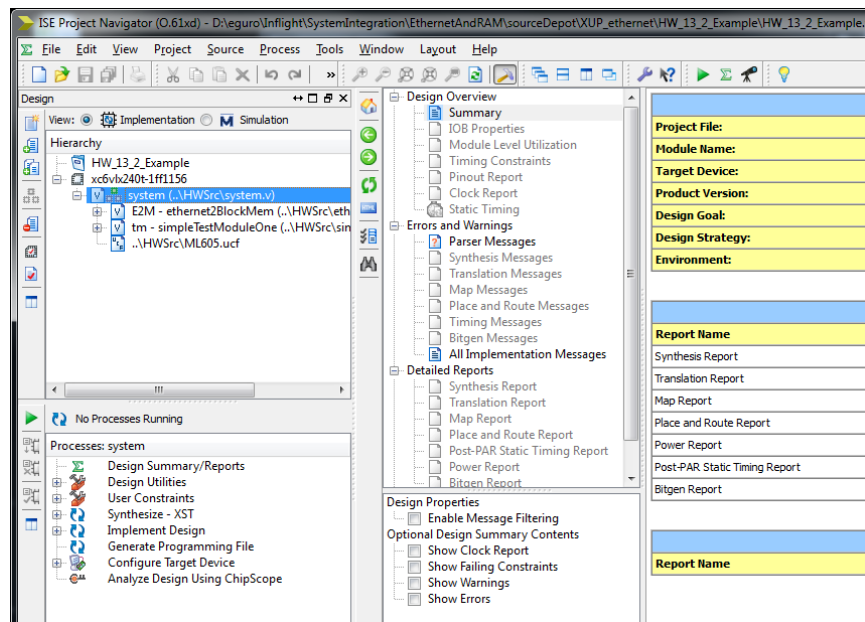 ISE Project Navigator (O.61xd) - D:\eguro\Inflight\SystemIntegration\EthernetAndRAM\sourceDepot\XUP_ethernet\HW_13_2_Example\HW_13_2_Example.
File Edit View Project Source Process Tools Window Layout Help
Design
View: Implementation Simulation
Hierarchy
HW_13_2_Example
xc6vlx240t-1ff1156
system (..\HWSrc\system.v)
E2M - ethernet2BlockMem (..\HWSrc\eth
tm - simpleTestModuleOne (..\HWSrc\sin
..\HWSrc\ML605.ucf
No Processes Running
Processes: system
Design Summary/Reports
Design Utilities
User Constraints
Synthesize - XST
Implement Design
Generate Programming File
Configure Target Device
Analyze Design Using ChipScope
Design Overview
Summary
IOB Properties
Module Level Utilization
Timing Constraints
Pinout Report
Clock Report
Static Timing
Errors and Warnings
Parser Messages
Synthesis Messages
Translation Messages
Map Messages
Place and Route Messages
Timing Messages
Bitgen Messages
All Implementation Messages
Detailed Reports
Synthesis Report
Translation Report
Map Report
Place and Route Report
Post-PAR Static Timing Report
Power Report
Bitgen Report
Design Properties
Enable Message Filtering
Optional Design Summary Contents
Show Clock Report
Show Failing Constraints
Show Warnings
Show Errors
Project File:
Module Name:
Target Device:
Product Version:
Design Goal:
Design Strategy:
Environment:
Report Name
Synthesis Report
Translation Report
Map Report
Place and Route Report
Power Report
Post-PAR Static Timing Report
Bitgen Report
Report Name